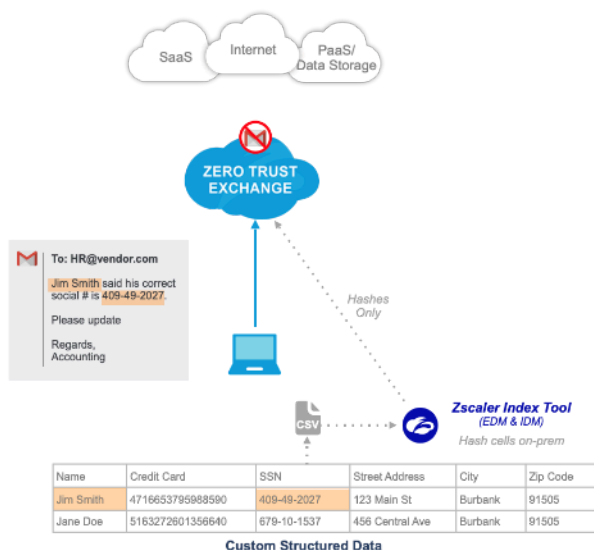 SaaS
Internet
PaaS/
Data Storage
ZERO TRUST
EXCHANGE
To: HR@vendor.com
Jim Smith said his correct
social # is 409-49-2027.
Please update
Regards,
Accounting
Hashes
Only
CSV
Zscaler Index Tool
(EDM & IDM)
Hash cells on-prem
Name Credit Card SSN Street Address City Zip Code
Jim Smith 4716653795988590 409-49-2027 123 Main St Burbank 91505
Jane Doe 5163272601356640 679-10-1537 456 Central Ave Burbank 91505
Custom Structured Data